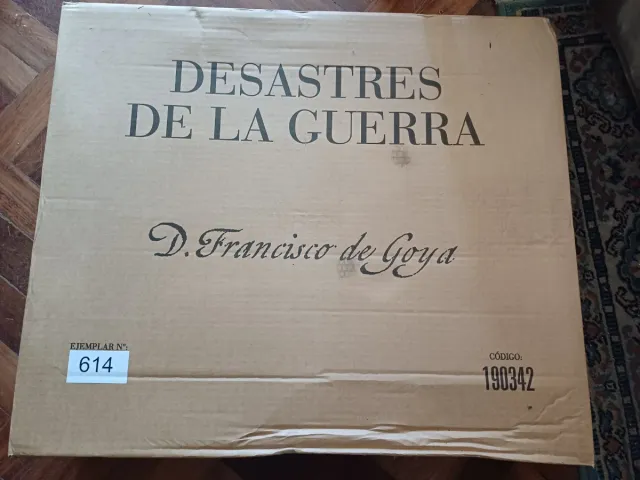 DESASTRES
DE LA GUERRA
D. Francisco de Goya
EJEMPLAR Nº:
614
CÓDIGO:
190342